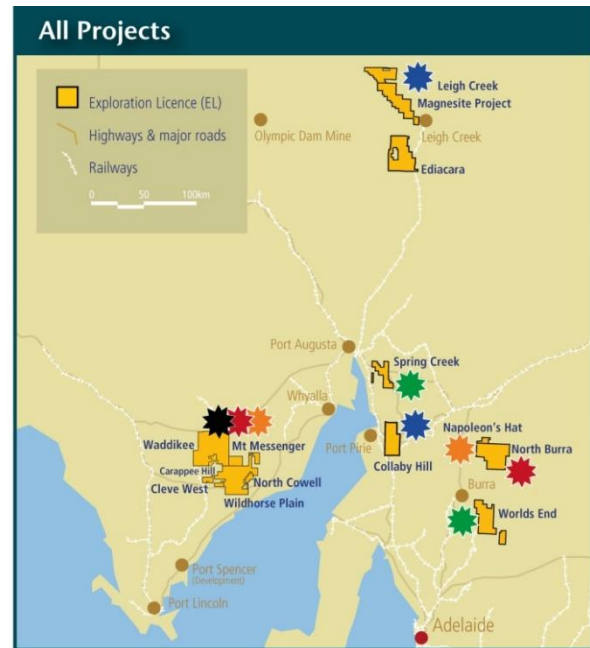 All Projects
Exploration Licence (EL)
Highways & major roads
Railways
0 50 100km
Leigh Creek
Magnesite Project
Olympic Dam Mine
Leigh Creek
Ediacara
Port Augusta
Spring Creek
Whyalla
Napoleon's Hat
Waddikee
Mt Messenger
Port Pirie
North Burra
Carappee Hill
Collaby Hill
Cleve West
North Cowell
Burra
Wildhorse Plain
Worlds End
Port Spencer
(Development)
Port Lincoln
Adelaide